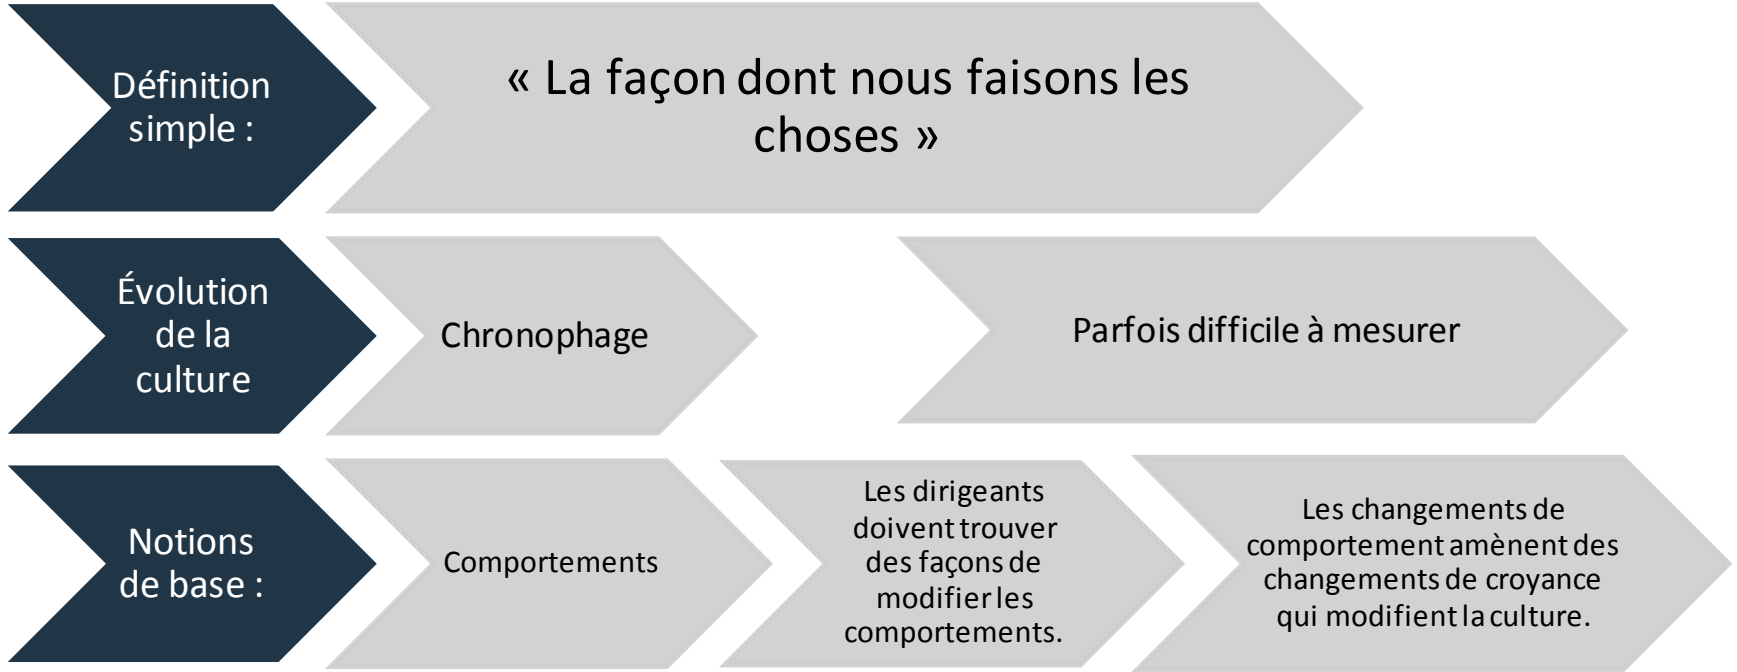 Définition
simple :
« La façon dont nous faisons les
choses »
Évolution
de la
culture
Chronophage
Parfois difficile à mesurer
Notions
de base :
Comportements
Les dirigeants
doivent trouver
des façons de
modifier les
comportements.
Les changements de
comportement amènent des
changements de croyance
qui modifient la culture.